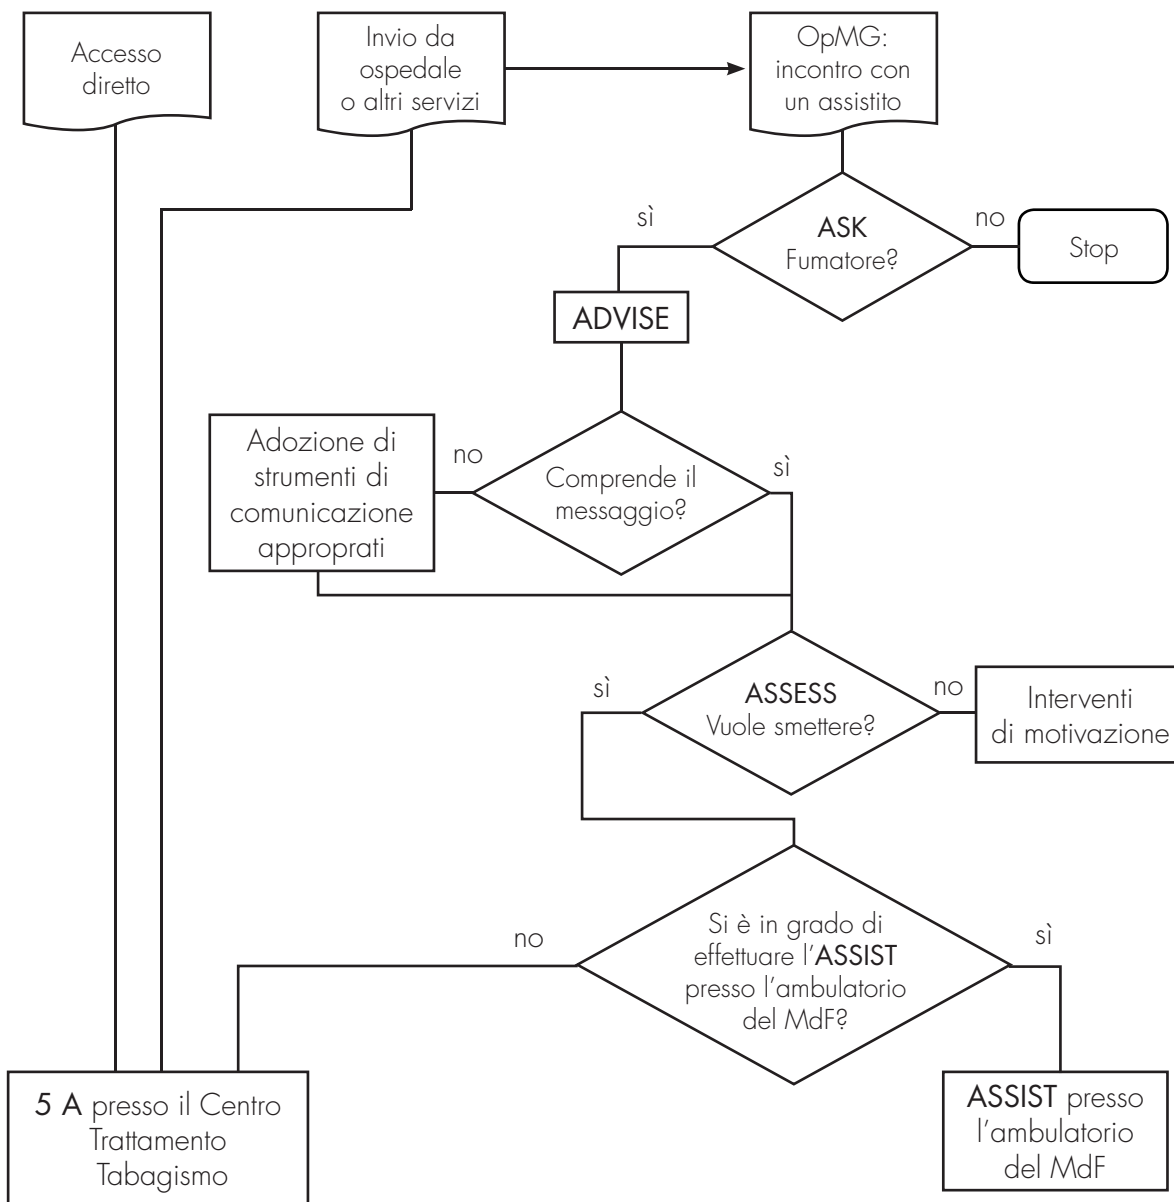 Accesso
diretto
Invio da
ospedale
o altri servizi
OpMG:
incontro con
un assistito
sì
ASK
Fumatore?
no
Stop
ADVISE
Adozione di
strumenti di
comunicazione
approprati
no
Comprende il
messaggio?
sì
sì
ASSESS
Vuole smettere?
no
Interventi
di motivazione
no
Si è in grado di
effettuare l'ASSIST
presso l'ambulatorio
del MdF?
sì
5 A presso il Centro
Trattamento
Tabagismo
ASSIST presso
l'ambulatorio
del MdF